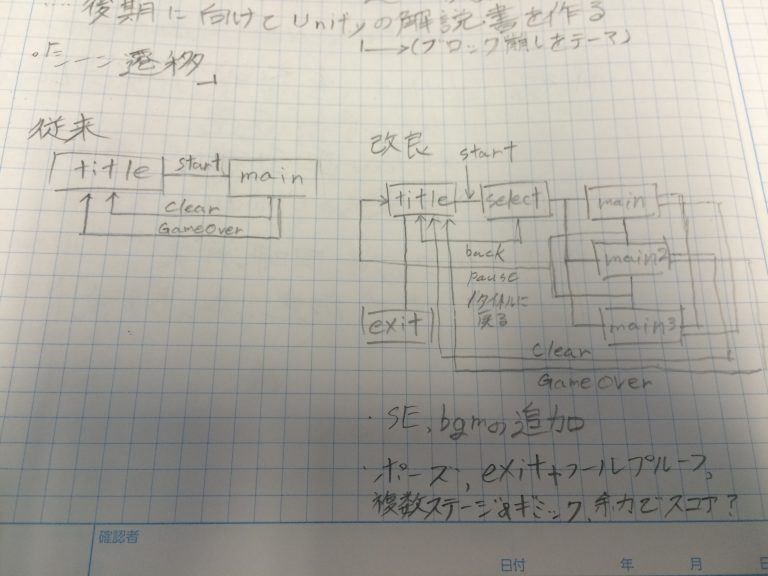 後期に向けてUnityの解説書を作る
→(ブロック崩しをテーマ)
「シーン遷移」
従来
title start main
clear
GameOver
改良
start
title select main
back
main2
pause
タイトルに
戻る
exit
main3
clear
GameOver
・SE、bgmの追加
・ポーズ、exit+フールプルーフ、
複数ステージ&ギミック、余力でスコア?
確認者
日付 年 月 日